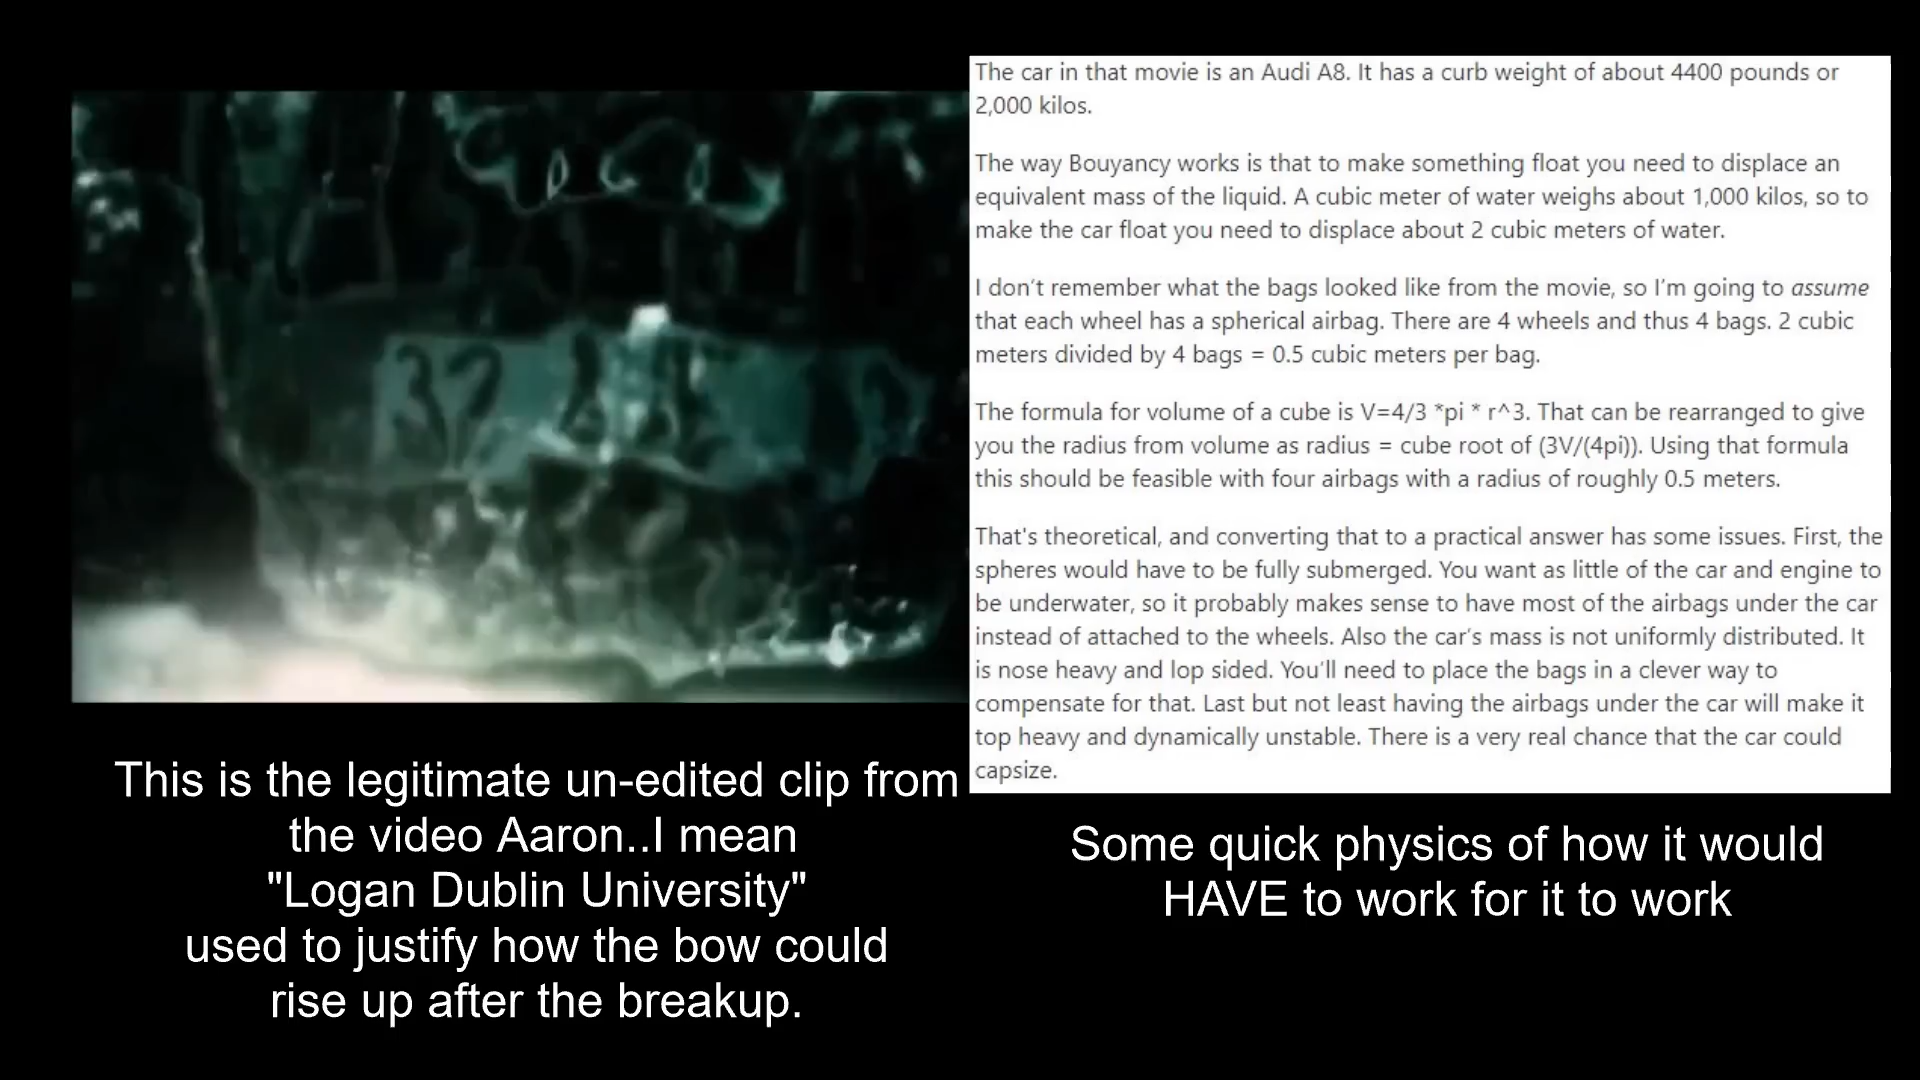 The car in that movie is an Audi A8. It has a curb weight of about 4400 pounds or
2,000 kilos.
The way Bouyancy works is that to make something float you need to displace an
equivalent mass of the liquid. A cubic meter of water weighs about 1,000 kilos, so to
make the car float you need to displace about 2 cubic meters of water.
I don't remember what the bags looked like from the movie, so I'm going to assume
that each wheel has a spherical airbag. There are 4 wheels and thus 4 bags. 2 cubic
meters divided by 4 bags = 0.5 cubic meters per bag.
The formula for volume of a cube is V=4/3 *pi * r^3. That can be rearranged to give
you the radius from volume as radius = cube root of (3V/(4pi)). Using that formula
this should be feasible with four airbags with a radius of roughly 0.5 meters.
That's theoretical, and converting that to a practical answer has some issues. First, the
spheres would have to be fully submerged. You want as little of the car and engine to
be underwater, so it probably makes sense to have most of the airbags under the car
instead of attached to the wheels. Also the car's mass is not uniformly distributed. It
is nose heavy and lop sided. You'll need to place the bags in a clever way to
compensate for that. Last but not least having the airbags under the car will make it
top heavy and dynamically unstable. There is a very real chance that the car could
capsize.
This is the legitimate un-edited clip from
the video Aaron..I mean
"Logan Dublin University"
used to justify how the bow could
rise up after the breakup.
Some quick physics of how it would
HAVE to work for it to work